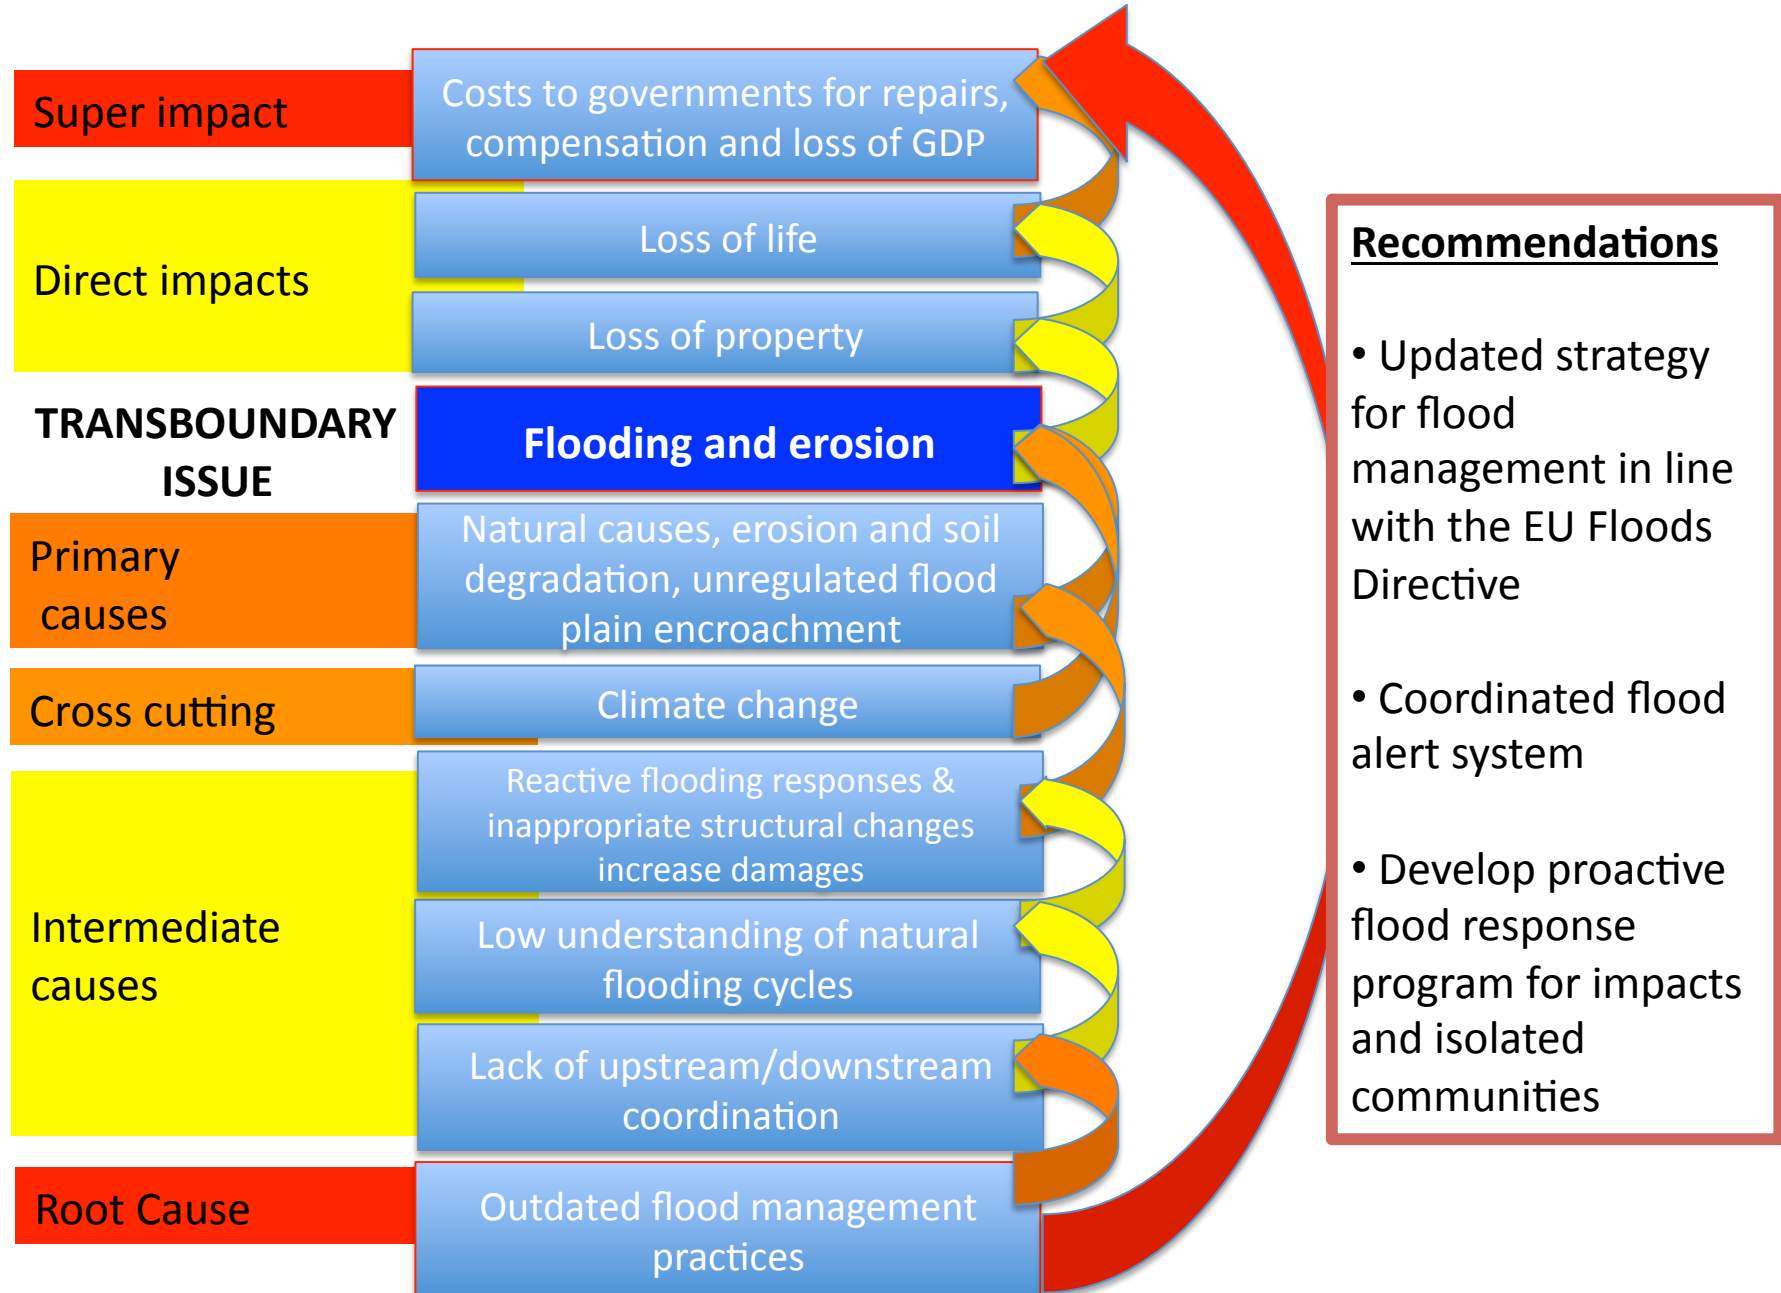 Super impact
Costs to governments for repairs,
compensation and loss of GDP
Direct impacts
Loss of life
Loss of property
TRANSBOUNDARY
ISSUE
Flooding and erosion
Primary
causes
Natural causes, erosion and soil
degradation, unregulated flood
plain encroachment
Cross cutting
Climate change
Intermediate
causes
Reactive flooding responses &
inappropriate structural changes
increase damages
Low understanding of natural
flooding cycles
Lack of upstream/downstream
coordination
Root Cause
Outdated flood management
practices
Recommendations
• Updated strategy
for flood
management in line
with the EU Floods
Directive
• Coordinated flood
alert system
• Develop proactive
flood response
program for impacts
and isolated
communities